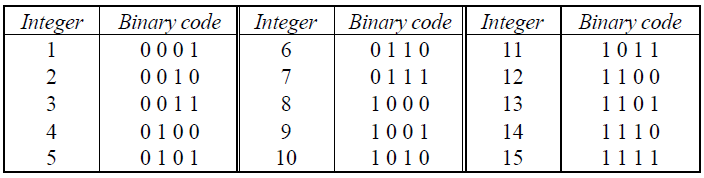 Integer Binary code Integer Binary code Integer Binary code
1 0 0 0 1 6 0 1 1 0 11 1 0 1 1
2 0 0 1 0 7 0 1 1 1 12 1 1 0 0
3 0 0 1 1 8 1 0 0 0 13 1 1 0 1
4 0 1 0 0 9 1 0 0 1 14 1 1 1 0
5 0 1 0 1 10 1 0 1 0 15 1 1 1 1